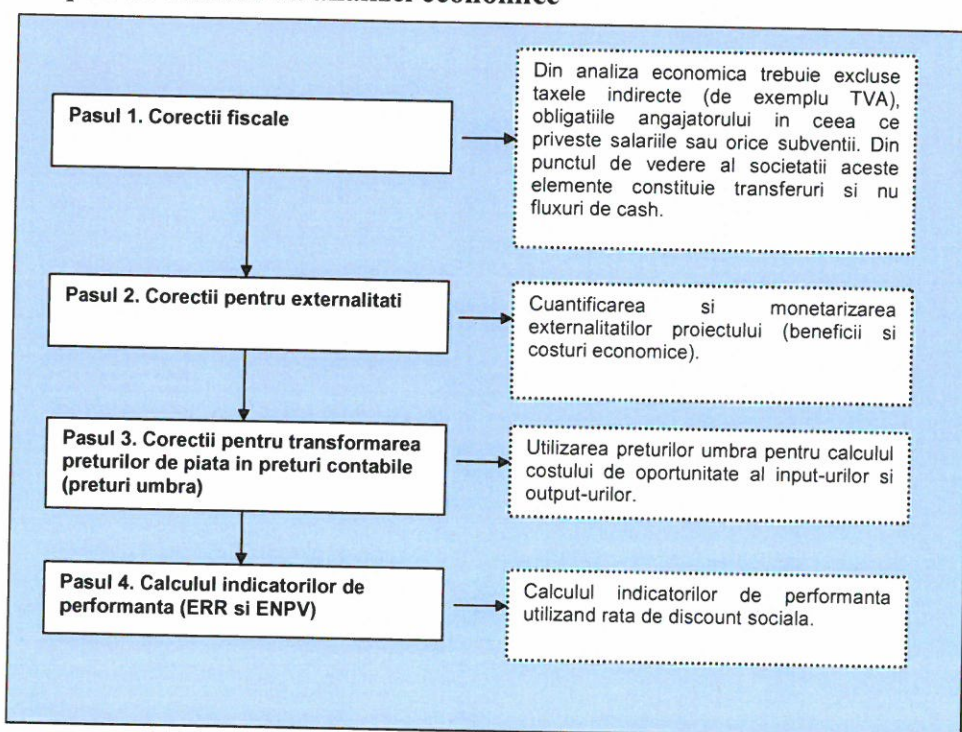 analizei economice
Pasul 1. Corectii fiscale
Din analiza economica trebuie excluse
taxele indirecte (de exemplu TVA),
obligatiile angajatorului in ceea ce
priveste salariile sau orice subventii. Din
punctul de vedere al societatii aceste
elemente constituie transferuri si nu
fluxuri de cash.
Pasul 2. Corectii pentru externalitati
Cuantificarea si monetarizarea
externalitatilor proiectului (beneficii si
costuri economice).
Pasul 3. Corectii pentru transformarea
preturilor de piata in preturi contabile
(preturi umbra)
Utilizarea preturilor umbra pentru calculul
costului de oportunitate al input-urilor si
output-urilor.
Pasul 4. Calculul indicatorilor de
performanta (ERR si ENPV)
Calculul indicatorilor de performanta
utilizand rata de discount sociala.